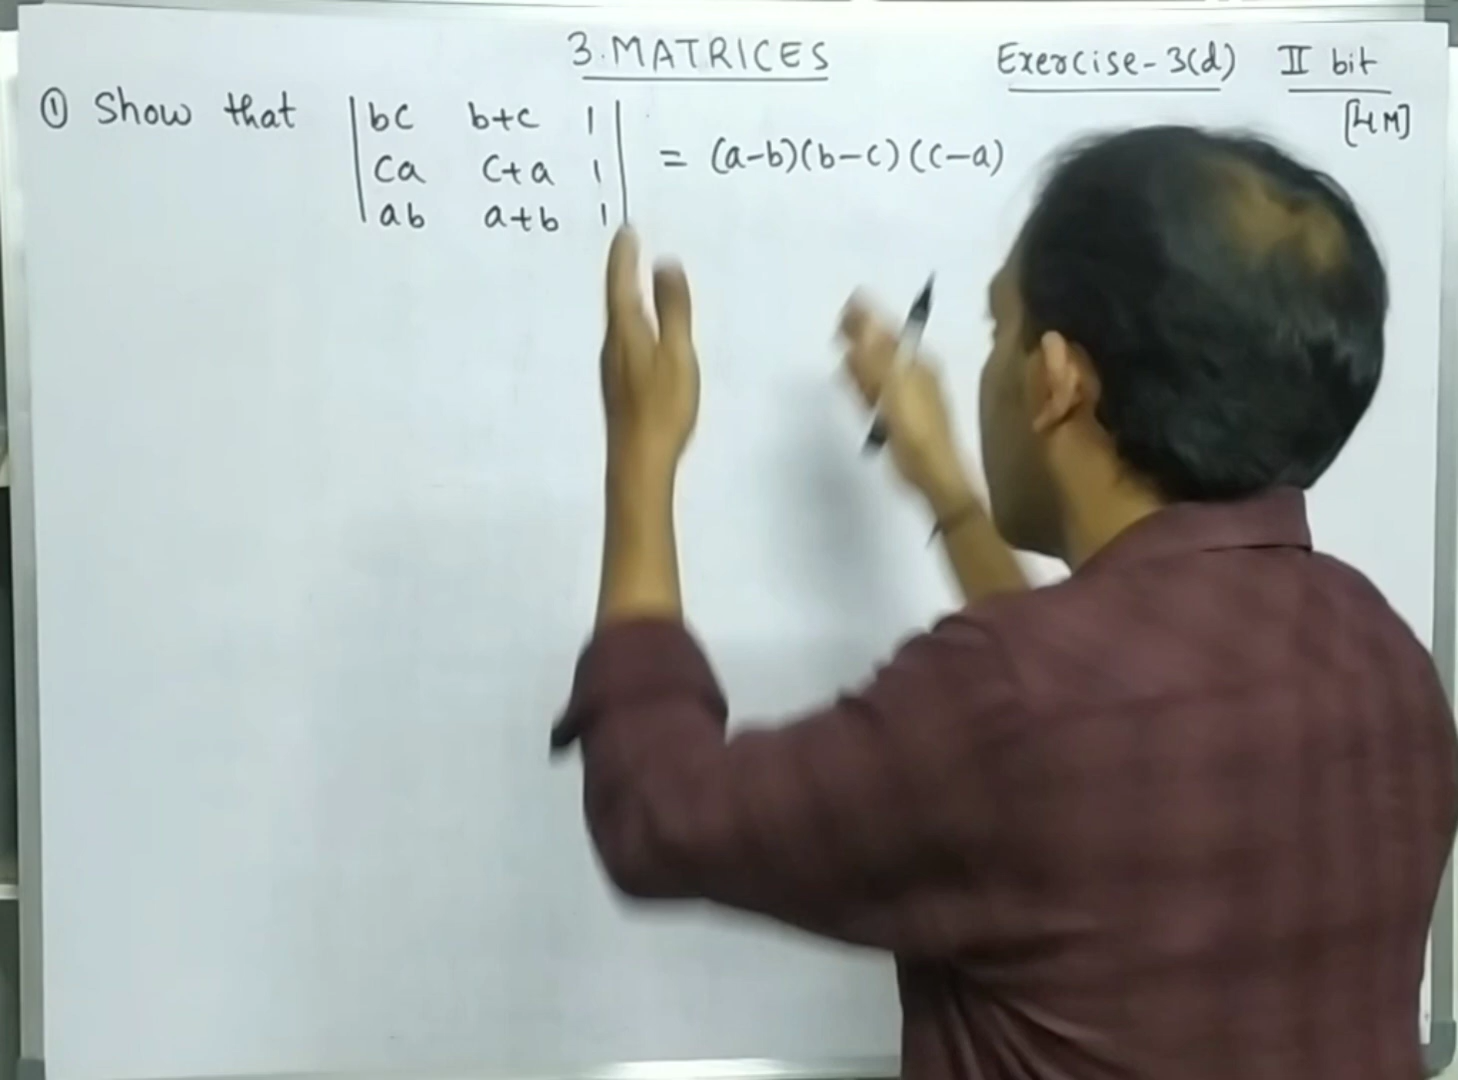 3. MATRICES Exercise-3(d) II bit
[4M]
① Show that | bc b+c 1 |
| ca c+a 1 | = (a-b)(b-c)(c-a)
| ab a+b 1 |